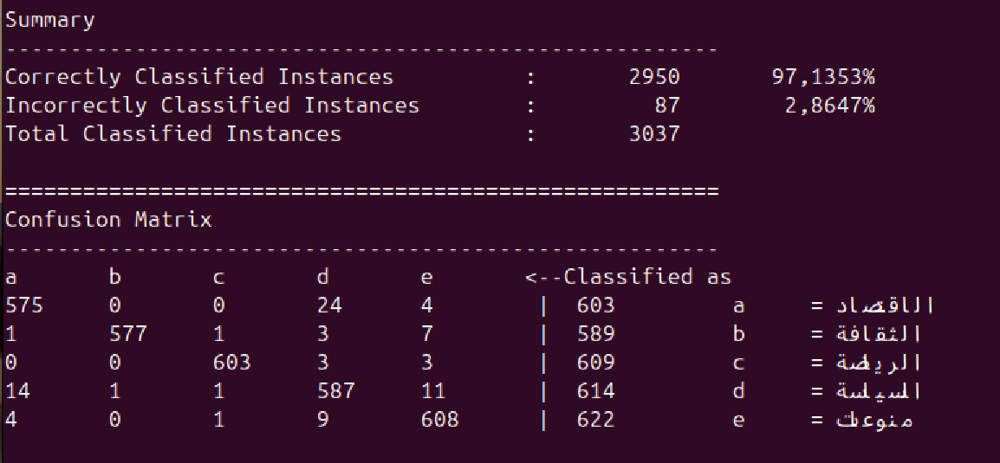 Summary
-------------------------------------------------------
Correctly Classified Instances : 2950 97,1353%
Incorrectly Classified Instances : 87 2,8647%
Total Classified Instances : 3037
=======================================================
Confusion Matrix
-------------------------------------------------------
a b c d e <--Classified as
575 0 0 24 4 | 603 a = الاقتصاد
1 577 1 3 7 | 589 b = الثقافة
0 0 603 3 3 | 609 c = الرياضة
14 1 1 587 11 | 614 d = السياسة
4 0 1 9 608 | 622 e = منوعات